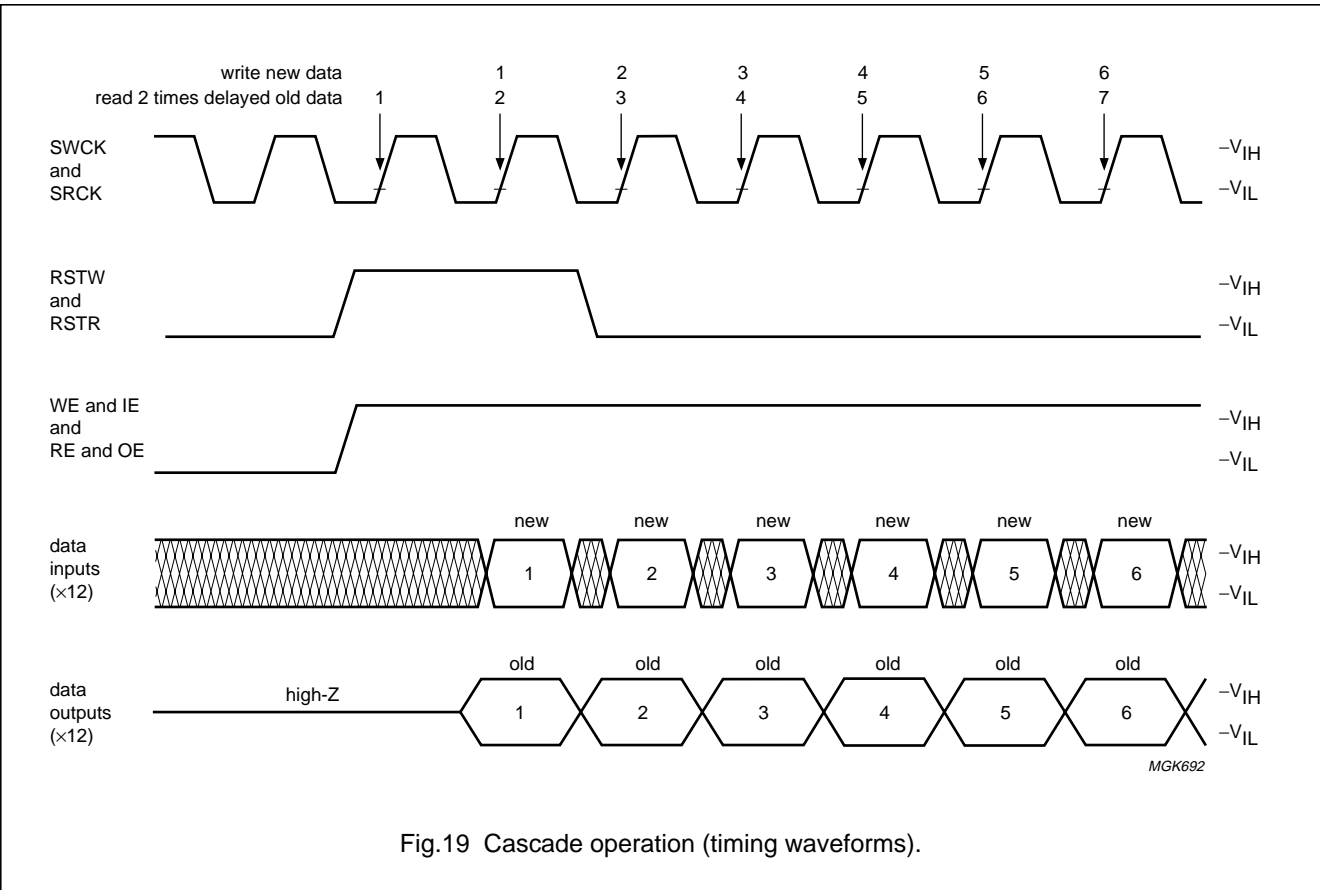 write new data 1 2 3 4 5 6
read 2 times delayed old data 1 2 3 4 5 6 7
SWCK
and
SRCK
–VIH
–VIL
RSTW
and
RSTR
–VIH
–VIL
WE and IE
and
RE and OE
–VIH
–VIL
new new new new new new
data
inputs
(×12)
1 2 3 4 5 6
–VIH
–VIL
old old old old old old
data
outputs
(×12)
high-Z
1 2 3 4 5 6
–VIH
–VIL
MGK692
Fig.19 Cascade operation (timing waveforms).